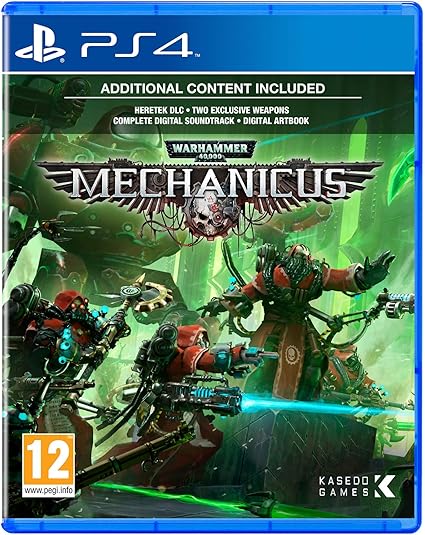 PS4™
ADDITIONAL CONTENT INCLUDED
HERETEK DLC • TWO EXCLUSIVE WEAPONS
COMPLETE DIGITAL SOUNDTRACK • DIGITAL ARTBOOK
WARHAMMER
40,000
MECHANICUS
12
www.pegi.info
KASEDO
GAMES K